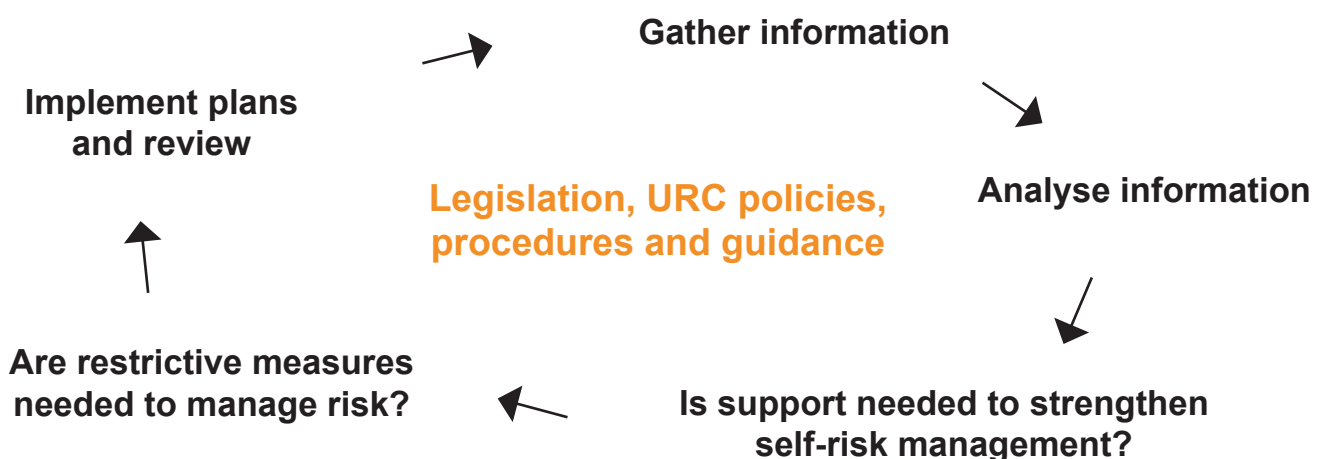 Gather information
Implement plans
and review
Analyse information
Legislation, URC policies,
procedures and guidance
Are restrictive measures
needed to manage risk?
Is support needed to strengthen
self-risk management?